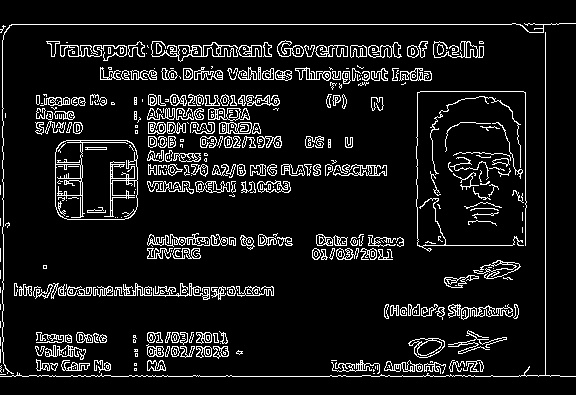 Transport Department Government of Delhi
Licence to Drive Vehicles Throughout India
Licence No. : DL-0420110149646 (P) N
Name : ANURAG BREJA
S/W/D : BODH RAJ BREJA
DOB: 09/02/1976 BG: U
Address:
HNO-170 A2/B MIG FLATS PASCHIM
VIHAR, DELHI 110063
Authorisation to Drive Date of Issue
INVCRG 01/03/2011
http://documentshouse.blogspot.com
(Holder's Signature)
Issue Date : 01/03/2011
Validity : 08/02/2026
Inv Carr No : NA
Issuing Authority (WZ)